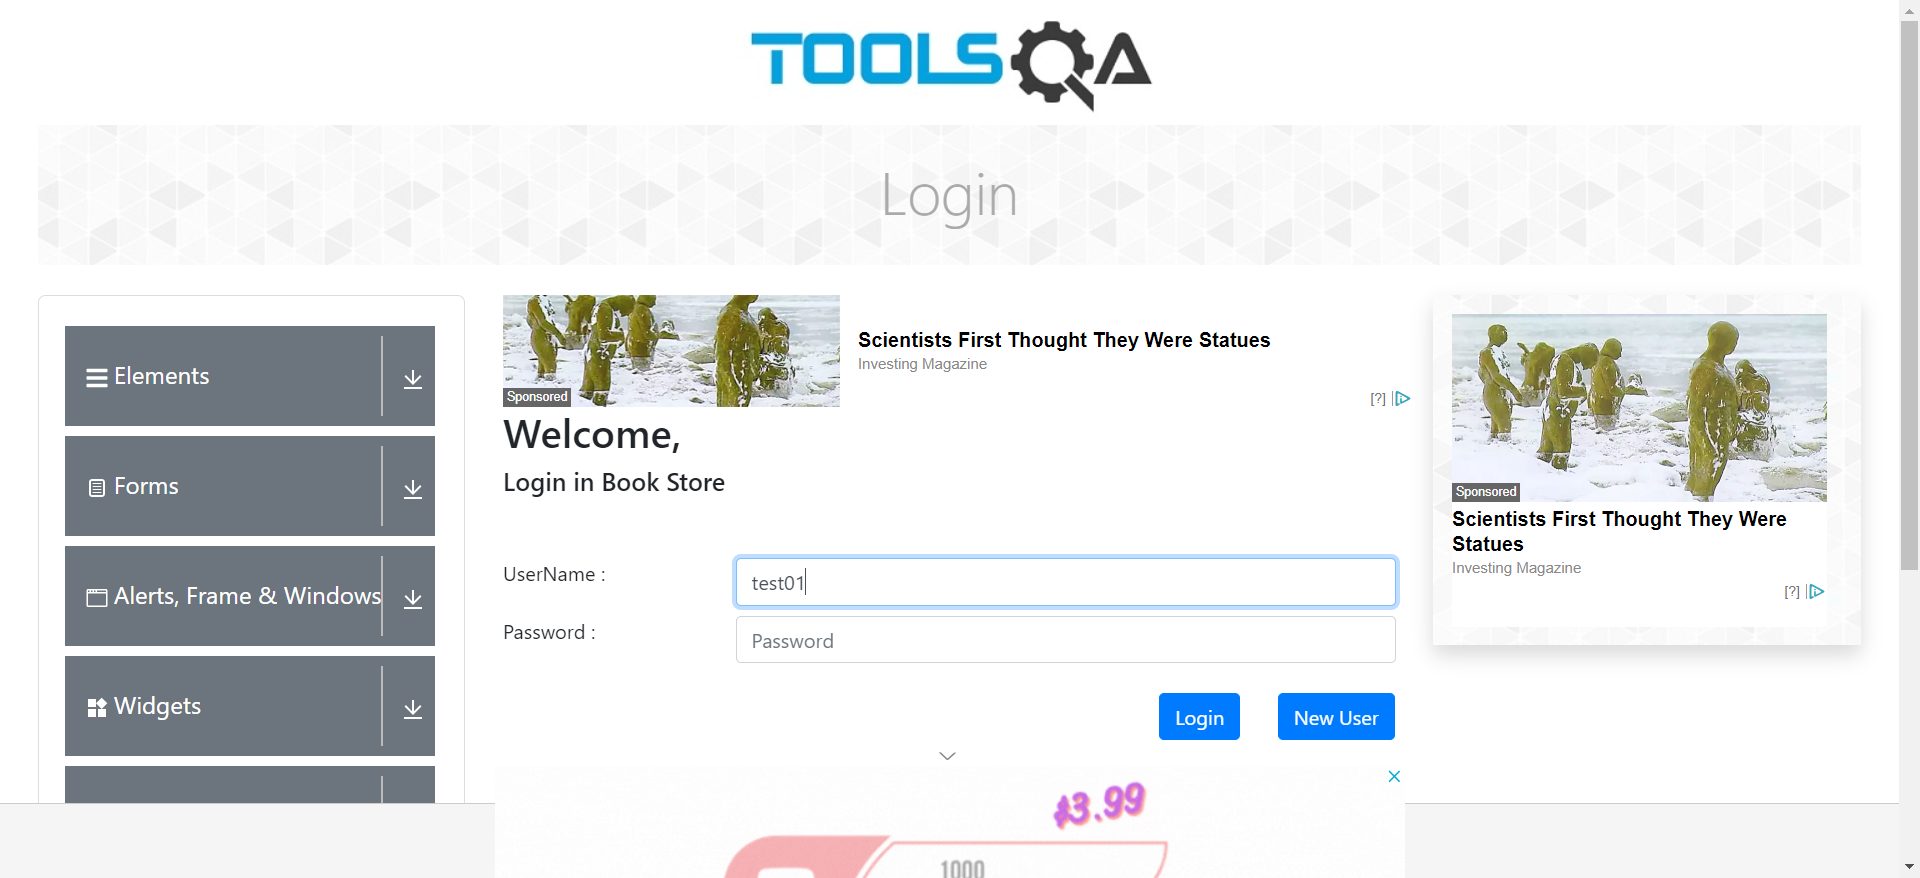 TOOLSQA
Login
Elements
Forms
Alerts, Frame & Windows
Widgets
Sponsored
Scientists First Thought They Were Statues
Investing Magazine
[?]
Welcome,
Login in Book Store
UserName :
test01
Password :
Password
Login
New User
$3.99
1000
Sponsored
Scientists First Thought They Were
Statues
Investing Magazine
[?]